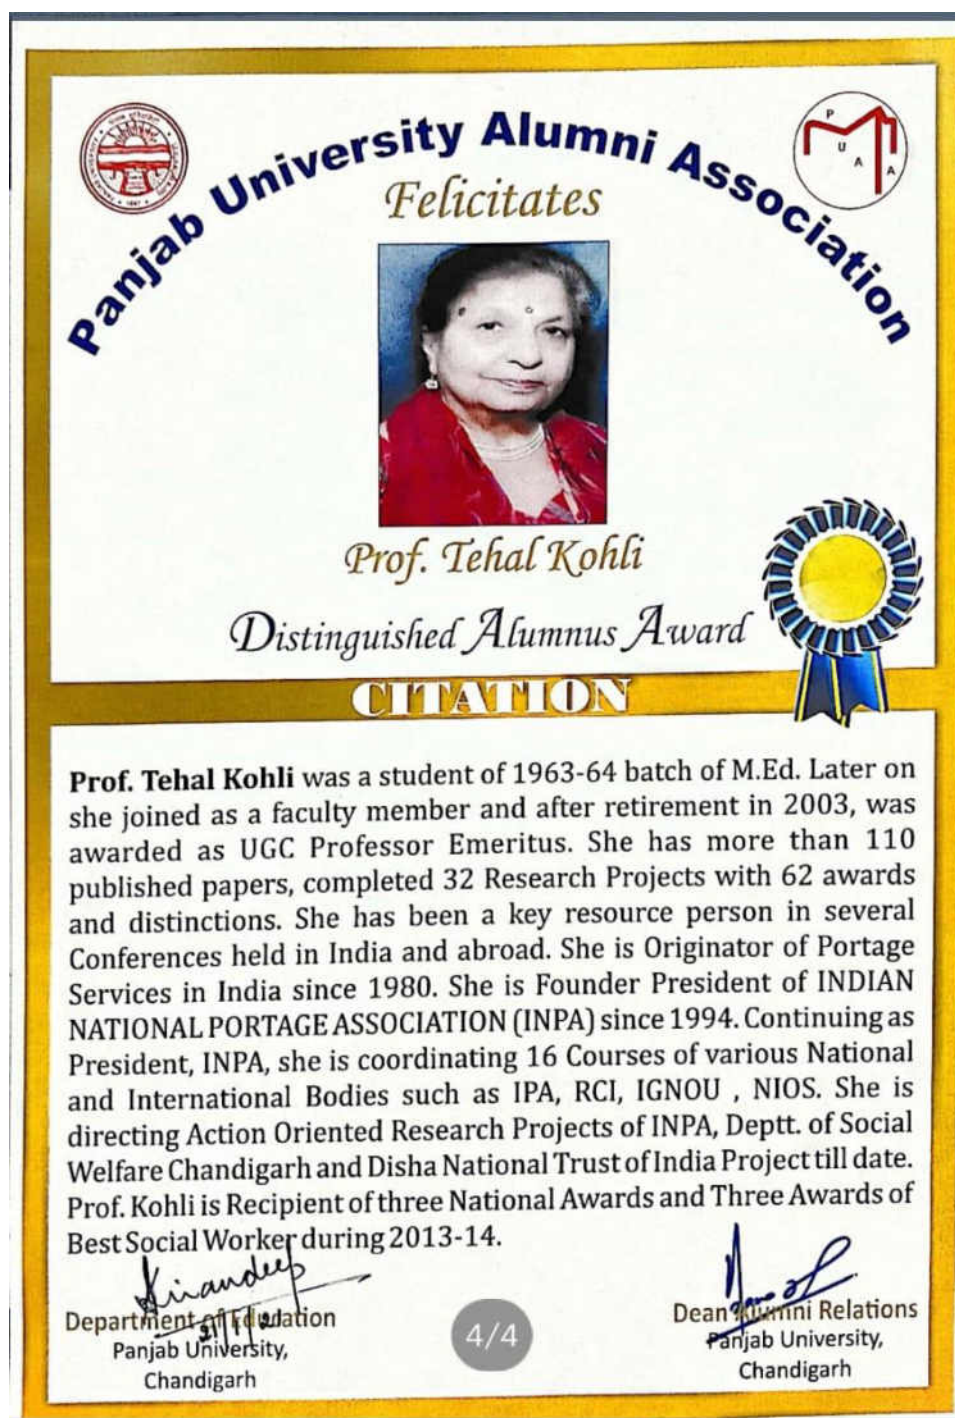 Panjab University Alumni Association
P U A A
Felicitates
Prof. Tehal Kohli
Distinguished Alumnus Award
CITATION
Prof. Tehal Kohli was a student of 1963-64 batch of M.Ed. Later on
she joined as a faculty member and after retirement in 2003, was
awarded as UGC Professor Emeritus. She has more than 110
published papers, completed 32 Research Projects with 62 awards
and distinctions. She has been a key resource person in several
Conferences held in India and abroad. She is Originator of Portage
Services in India since 1980. She is Founder President of INDIAN
NATIONAL PORTAGE ASSOCIATION (INPA) since 1994. Continuing as
President, INPA, she is coordinating 16 Courses of various National
and International Bodies such as IPA, RCI, IGNOU , NIOS. She is
directing Action Oriented Research Projects of INPA, Deptt. of Social
Welfare Chandigarh and Disha National Trust of India Project till date.
Prof. Kohli is Recipient of three National Awards and Three Awards of
Best Social Worker during 2013-14.
Kirandeep
Department of Education
Panjab University,
Chandigarh
4/4
Dean Alumni Relations
Panjab University,
Chandigarh